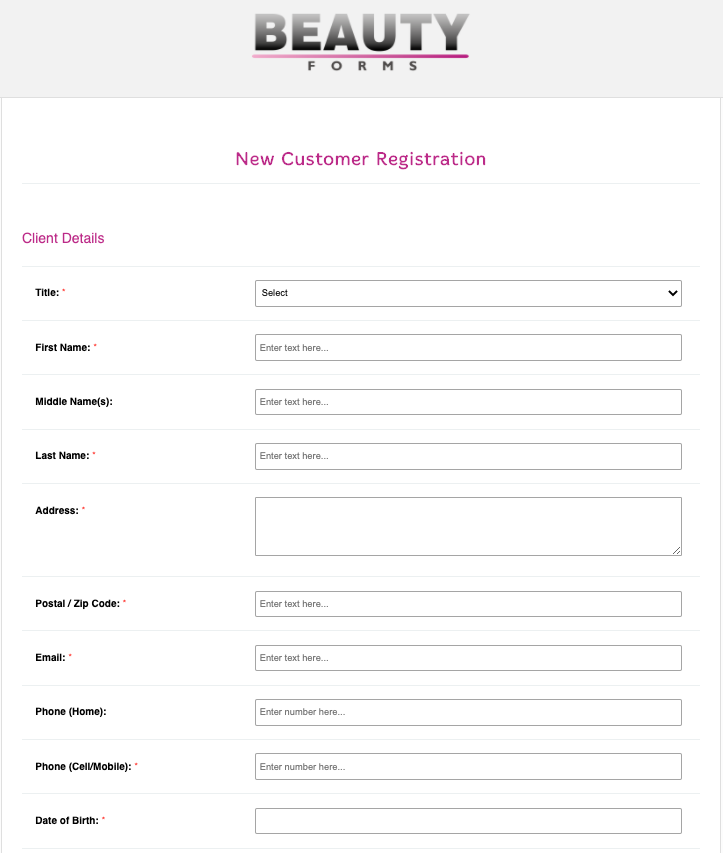 BEAUTY
FORMS
New Customer Registration
Client Details
Title: *
Select
First Name: *
Enter text here...
Middle Name(s):
Enter text here...
Last Name: *
Enter text here...
Address: *
Postal / Zip Code: *
Enter text here...
Email: *
Enter text here...
Phone (Home):
Enter number here...
Phone (Cell/Mobile): *
Enter number here...
Date of Birth: *